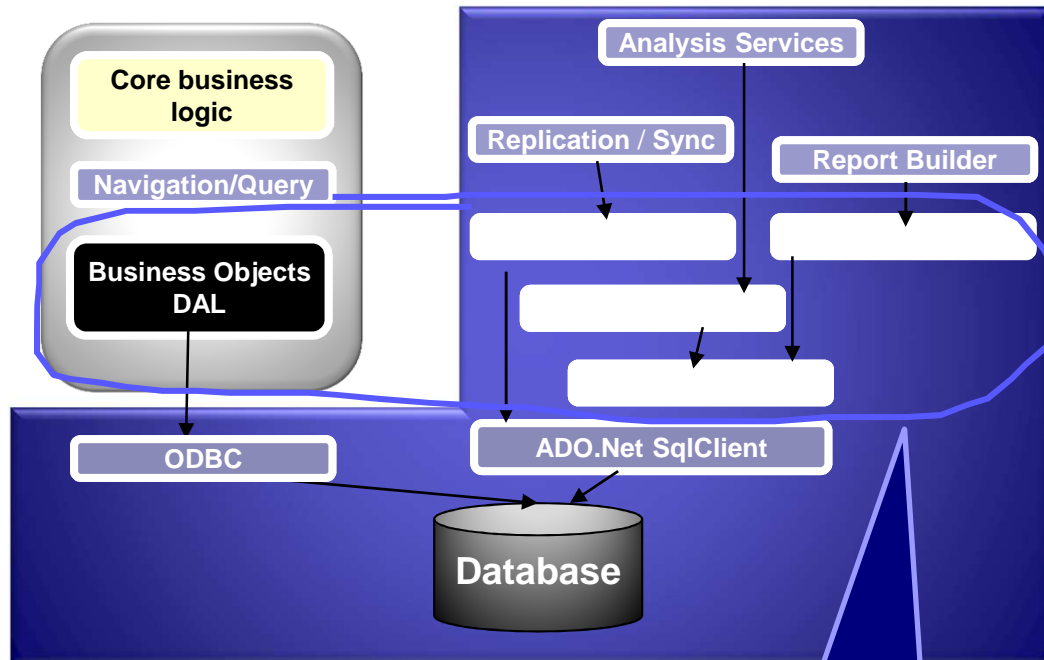 Analysis Services
Core business
logic
Replication / Sync
Report Builder
Navigation/Query
Business Objects
DAL
ODBC
ADO.Net SqlClient
Database